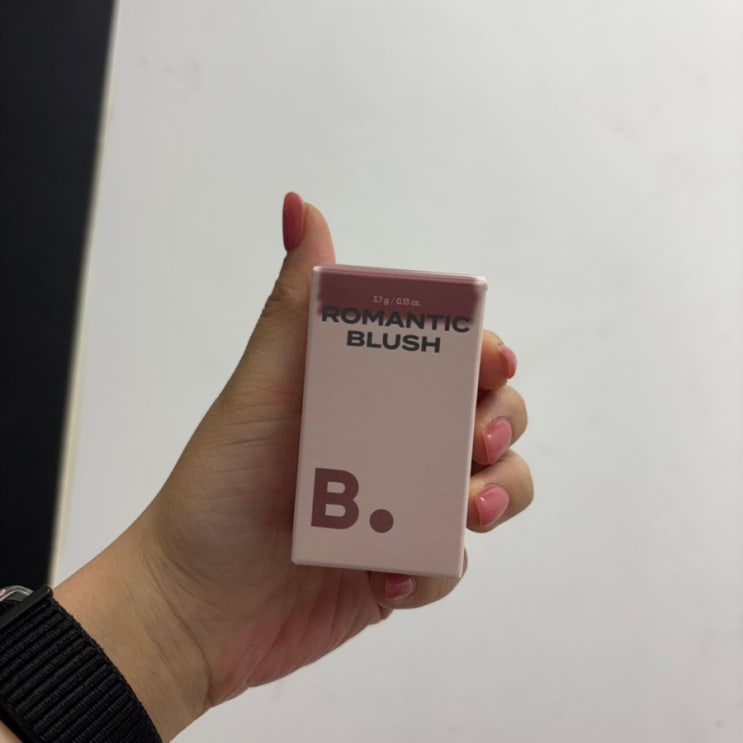 3.7 g / 0.13 oz.
ROMANTIC
BLUSH
B.